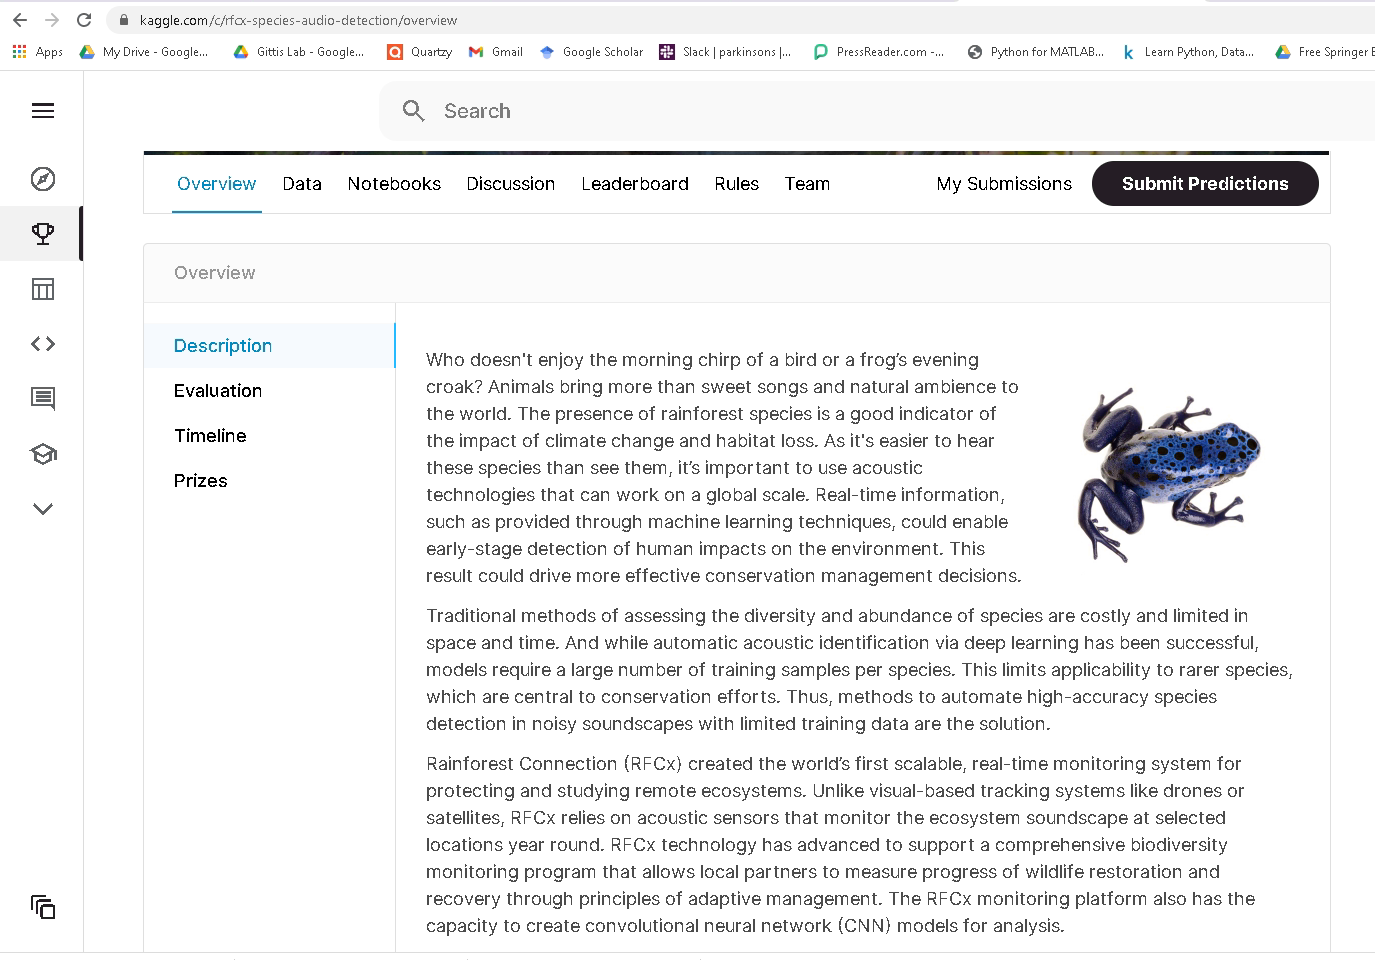 kaggle.com/c/rfcx-species-audio-detection/overview
Apps My Drive - Google... Gittis Lab - Google... Quartzy Gmail Google Scholar Slack | parkinsons |... PressReader.com -... Python for MATLAB... Learn Python, Data... Free Springer
Search
Overview Data Notebooks Discussion Leaderboard Rules Team My Submissions Submit Predictions
Overview
Description
Evaluation
Timeline
Prizes
Who doesn't enjoy the morning chirp of a bird or a frog’s evening
croak? Animals bring more than sweet songs and natural ambience to
the world. The presence of rainforest species is a good indicator of
the impact of climate change and habitat loss. As it's easier to hear
these species than see them, it’s important to use acoustic
technologies that can work on a global scale. Real-time information,
such as provided through machine learning techniques, could enable
early-stage detection of human impacts on the environment. This
result could drive more effective conservation management decisions.
Traditional methods of assessing the diversity and abundance of species are costly and limited in
space and time. And while automatic acoustic identification via deep learning has been successful,
models require a large number of training samples per species. This limits applicability to rarer species,
which are central to conservation efforts. Thus, methods to automate high-accuracy species
detection in noisy soundscapes with limited training data are the solution.
Rainforest Connection (RFCx) created the world’s first scalable, real-time monitoring system for
protecting and studying remote ecosystems. Unlike visual-based tracking systems like drones or
satellites, RFCx relies on acoustic sensors that monitor the ecosystem soundscape at selected
locations year round. RFCx technology has advanced to support a comprehensive biodiversity
monitoring program that allows local partners to measure progress of wildlife restoration and
recovery through principles of adaptive management. The RFCx monitoring platform also has the
capacity to create convolutional neural network (CNN) models for analysis.